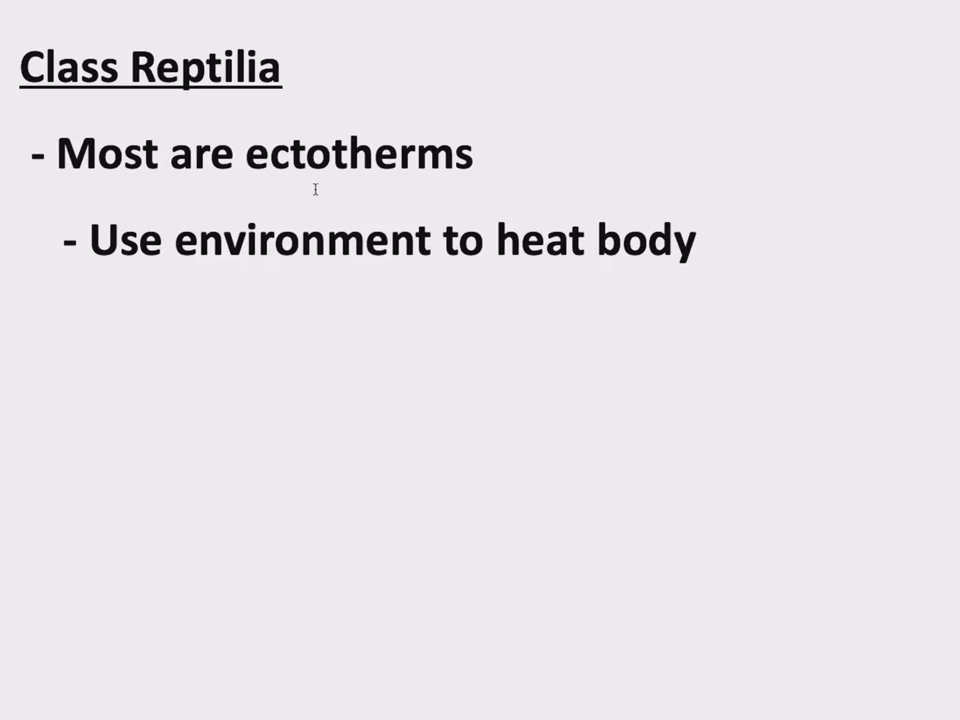 Class Reptilia
- Most are ectotherms
- Use environment to heat body